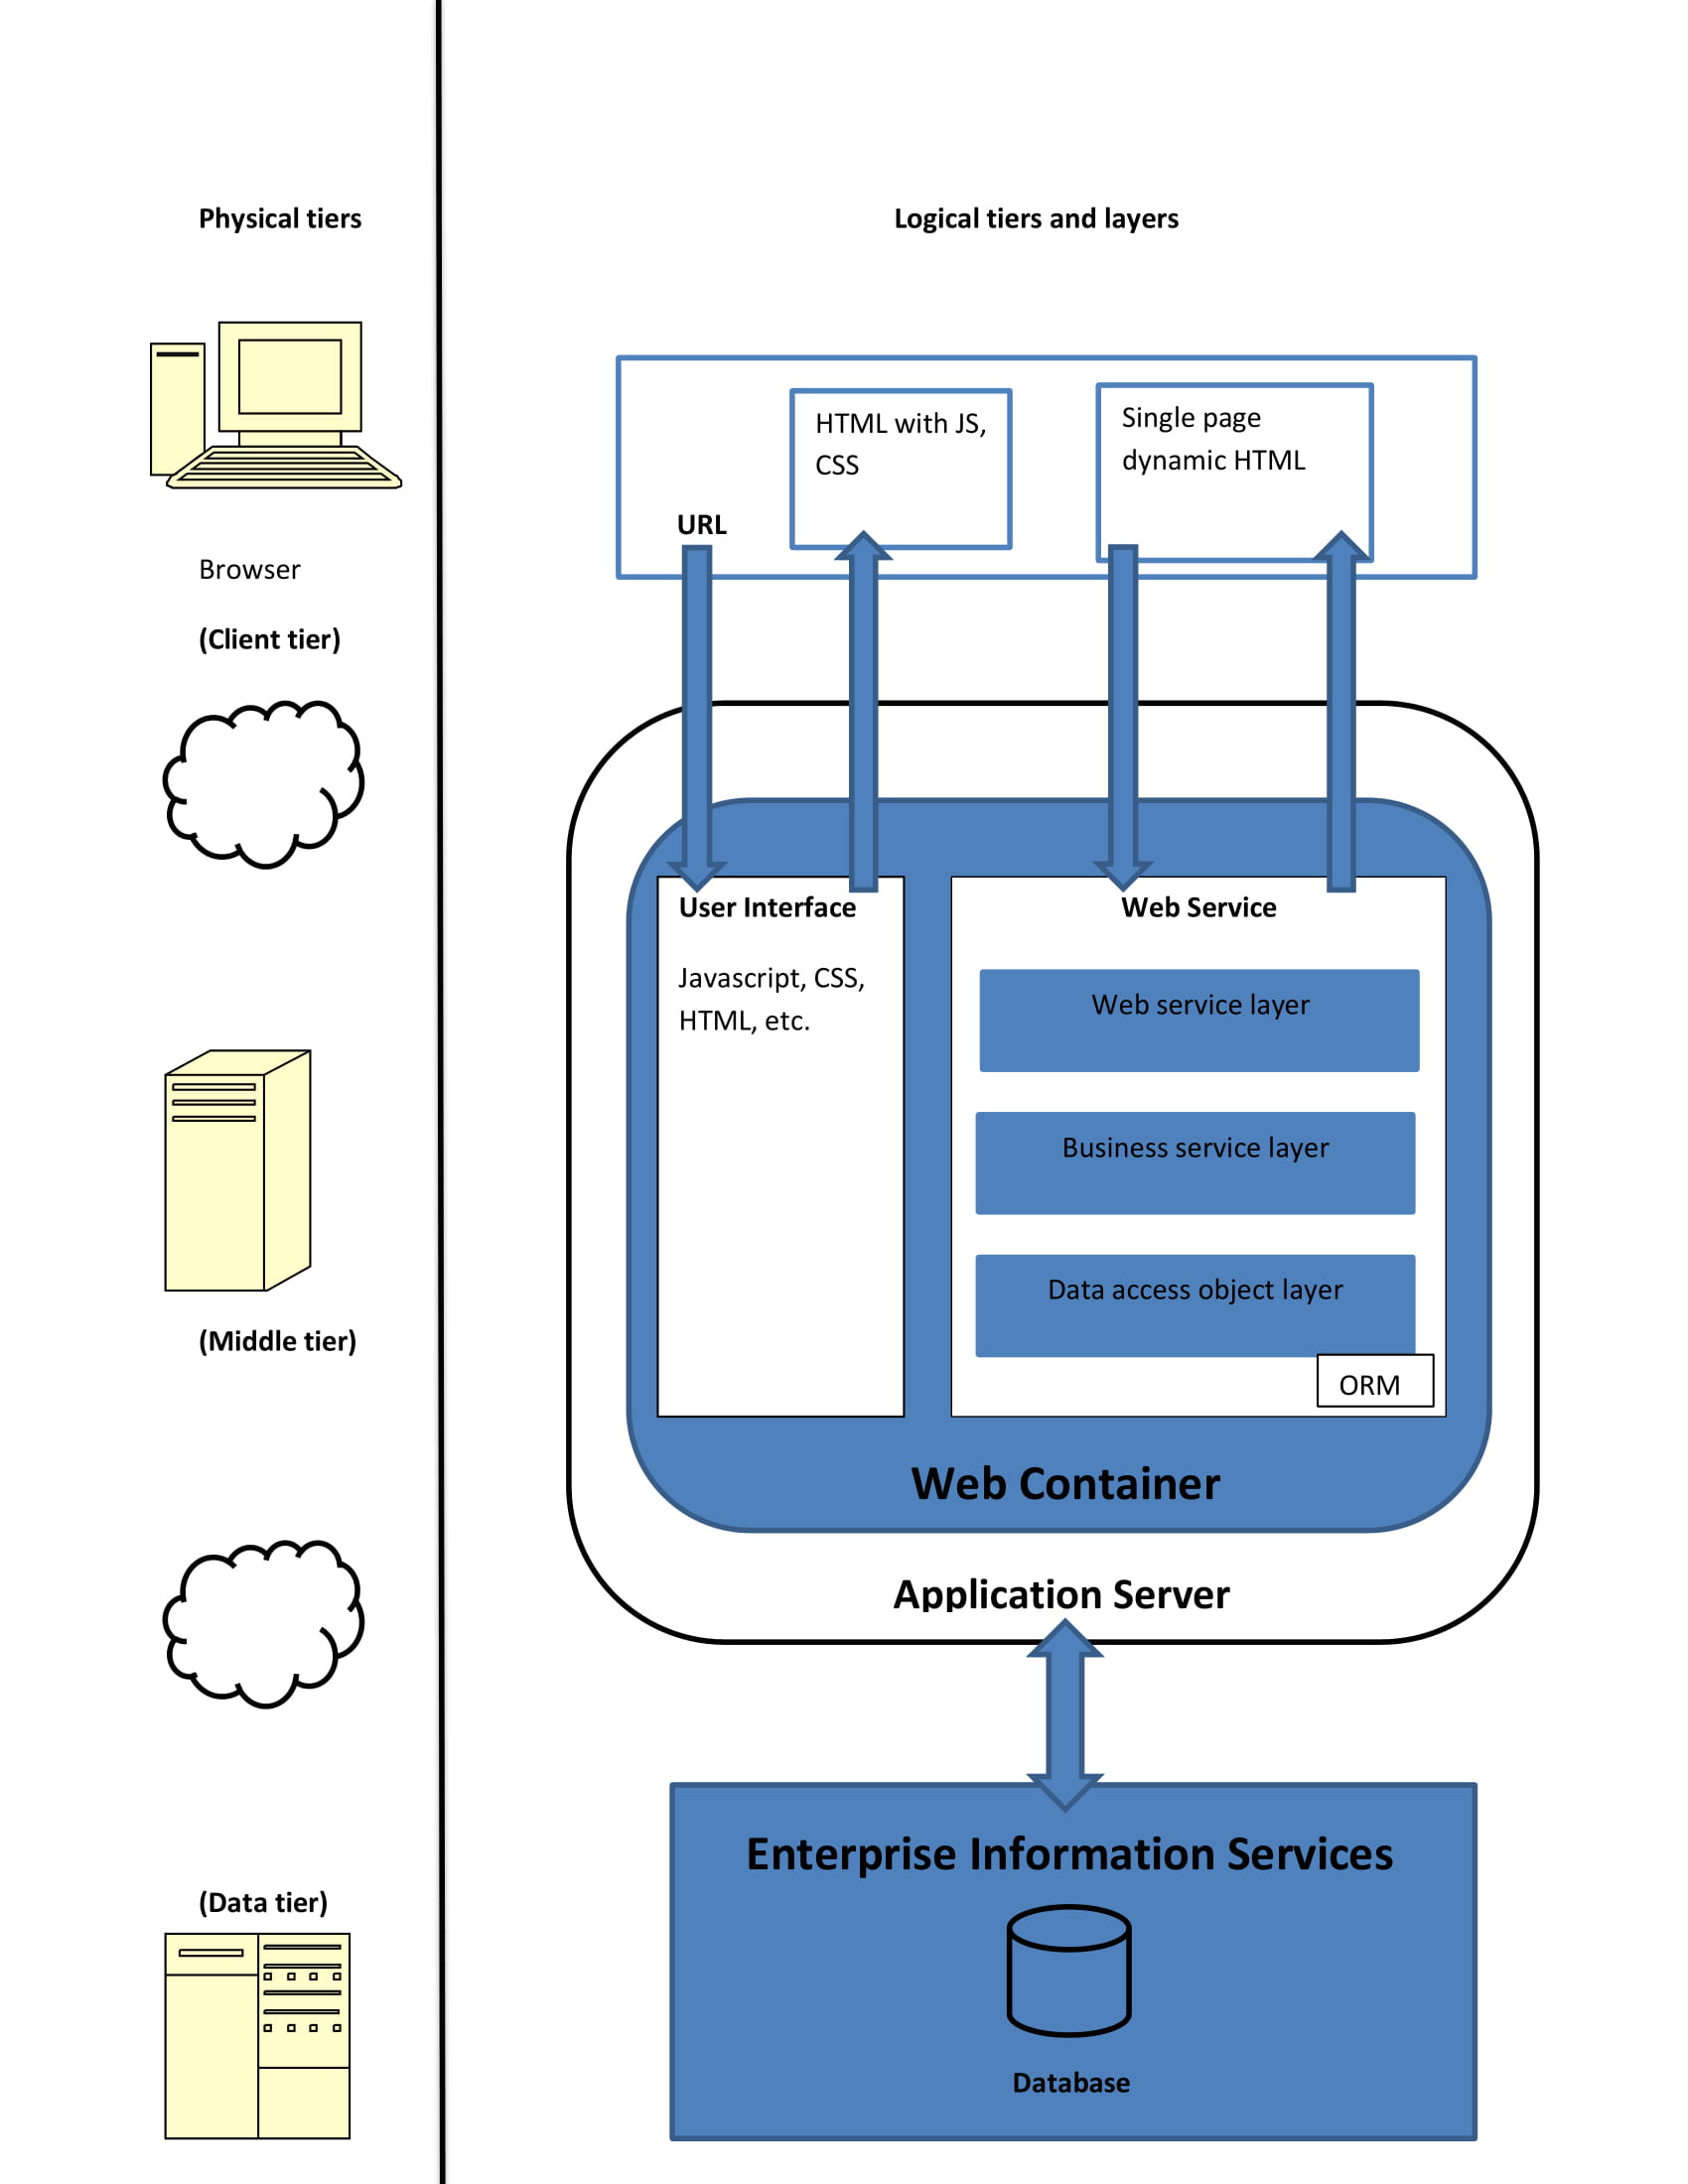 Physical tiers
Logical tiers and layers
HTML with JS,
CSS
Single page
dynamic HTML
URL
Browser
(Client tier)
User Interface
Javascript, CSS,
HTML, etc.
Web Service
Web service layer
Business service layer
Data access object layer
ORM
(Middle tier)
Web Container
Application Server
Enterprise Information Services
(Data tier)
Database